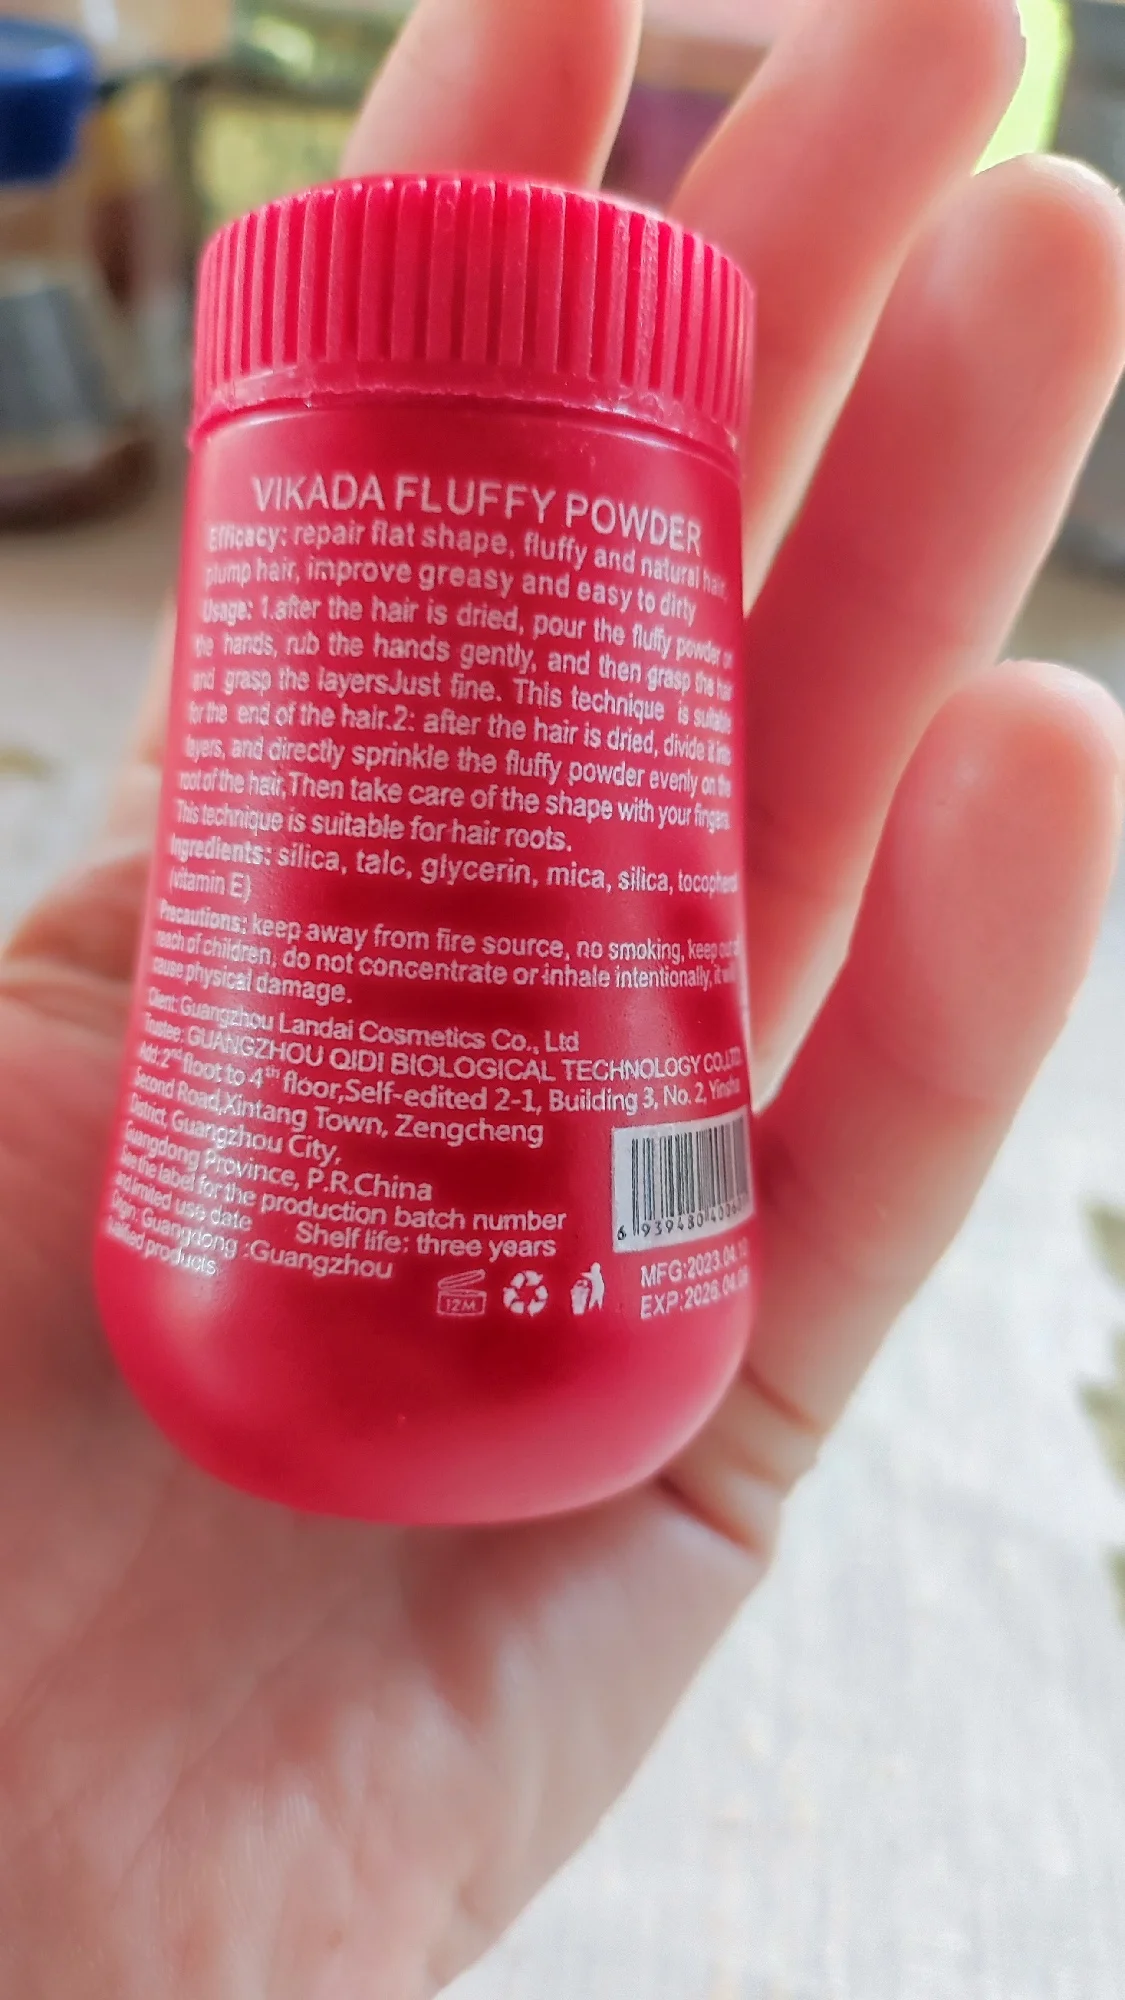 VIKADA FLUFFY POWDER
Efficacy: repair flat shape, fluffy and natural hair,
plump hair, improve greasy and easy to dirty
Usage: 1.after the hair is dried, pour the fluffy powder on
the hands, rub the hands gently, and then grasp the hair
and grasp the layersJust fine. This technique is suitable
for the end of the hair.2: after the hair is dried, divide it into
layers, and directly sprinkle the fluffy powder evenly on the
root of the hair,Then take care of the shape with your fingers.
This technique is suitable for hair roots.
Ingredients: silica, talc, glycerin, mica, silica, tocopherol
(vitamin E)
Precautions: keep away from fire source, no smoking, keep out of
reach of children, do not concentrate or inhale intentionally, it will
cause physical damage.
Client: Guangzhou Landai Cosmetics Co., Ltd
Trustee: GUANGZHOU QIDI BIOLOGICAL TECHNOLOGY CO.,LTD
Add: 2nd floot to 4th floor,Self-edited 2-1, Building 3, No. 2,
Second Road,Xintang Town, Zengcheng
District, Guangzhou City,
Guangdong Province, P.R.China
See the label for the production batch number
and limited use date Shelf life: three years
Origin: Guangdong :Guangzhou
qualified products
6 939480
12M
MFG:2023.04.
EXP:2026.04.